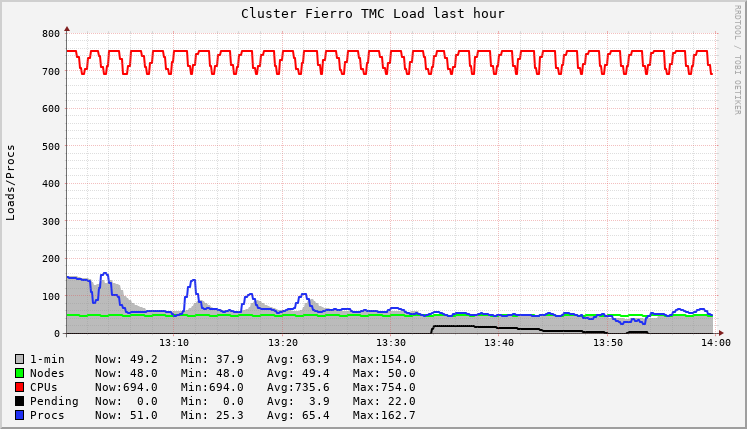 Cluster Fierro TMC Load last hour
RRDTOOL / TOBI OETIKER
Loads/Procs
800
700
600
500
400
300
200
100
0
13:10 13:20 13:30 13:40 13:50 14:00
1-min Now: 49.2 Min: 37.9 Avg: 63.9 Max:154.0
Nodes Now: 48.0 Min: 48.0 Avg: 49.4 Max: 50.0
CPUs Now:694.0 Min:694.0 Avg:735.6 Max:754.0
Pending Now: 0.0 Min: 0.0 Avg: 3.9 Max: 22.0
Procs Now: 51.0 Min: 25.3 Avg: 65.4 Max:162.7